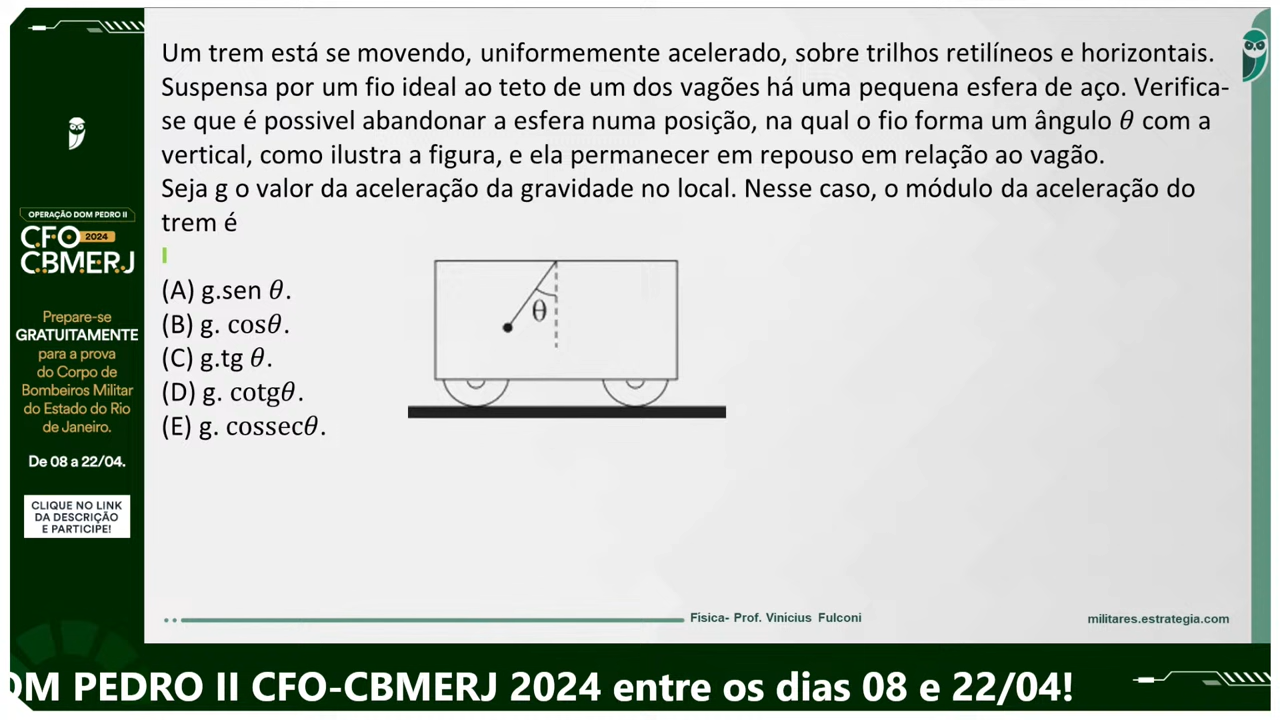 Um trem está se movendo, uniformemente acelerado, sobre trilhos retilíneos e horizontais.
Suspensa por um fio ideal ao teto de um dos vagões há uma pequena esfera de aço. Verifica-
se que é possivel abandonar a esfera numa posição, na qual o fio forma um ângulo θ com a
vertical, como ilustra a figura, e ela permanecer em repouso em relação ao vagão.
Seja g o valor da aceleração da gravidade no local. Nesse caso, o módulo da aceleração do
trem é
(A) g.sen θ.
(B) g. cosθ.
(C) g.tg θ.
(D) g. cotgθ.
(E) g. cossecθ.
θ
OPERAÇÃO DOM PEDRO II
CFO 2024
CBMERJ
Prepare-se
GRATUITAMENTE
para a prova
do Corpo de
Bombeiros Militar
do Estado do Rio
de Janeiro.
De 08 a 22/04.
CLIQUE NO LINK
DA DESCRIÇÃO
E PARTICIPE!
Física- Prof. Vinícius Fulconi
militares.estrategia.com
OM PEDRO II CFO-CBMERJ 2024 entre os dias 08 e 22/04!